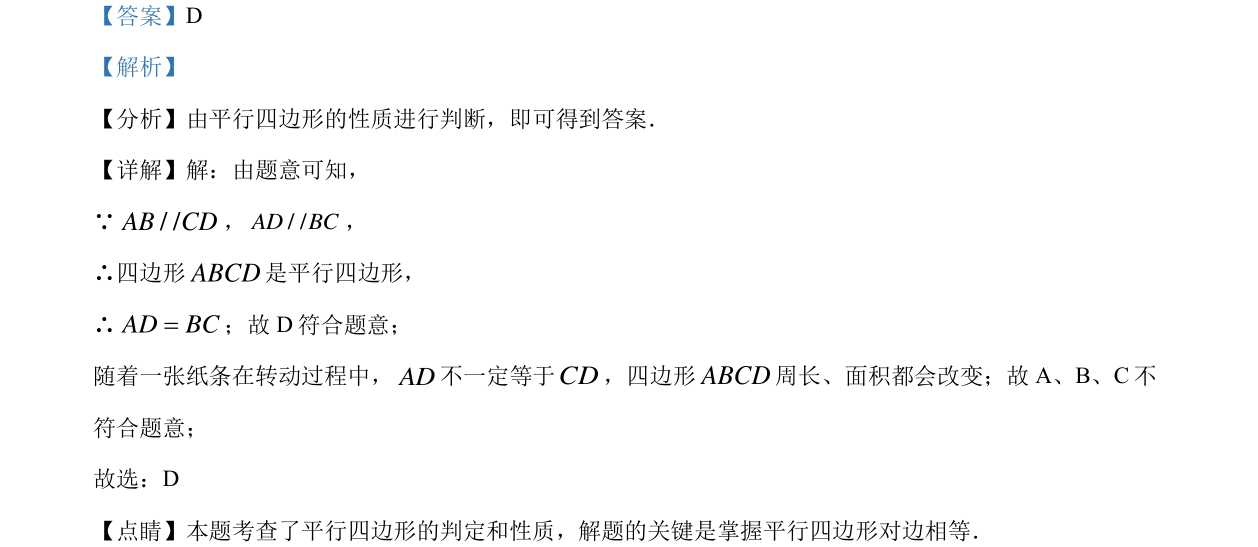 【答案】D
【解析】
【分析】由平行四边形的性质进行判断，即可得到答案．
【详解】解：由题意可知，
∵ AB//CD，AD//BC，
∴四边形 ABCD 是平行四边形，
∴ AD = BC；故 D 符合题意；
随着一张纸条在转动过程中，AD 不一定等于 CD，四边形 ABCD 周长、面积都会改变；故 A、B、C 不
符合题意；
故选：D
【点睛】本题考查了平行四边形的判定和性质，解题的关键是掌握平行四边形对边相等．